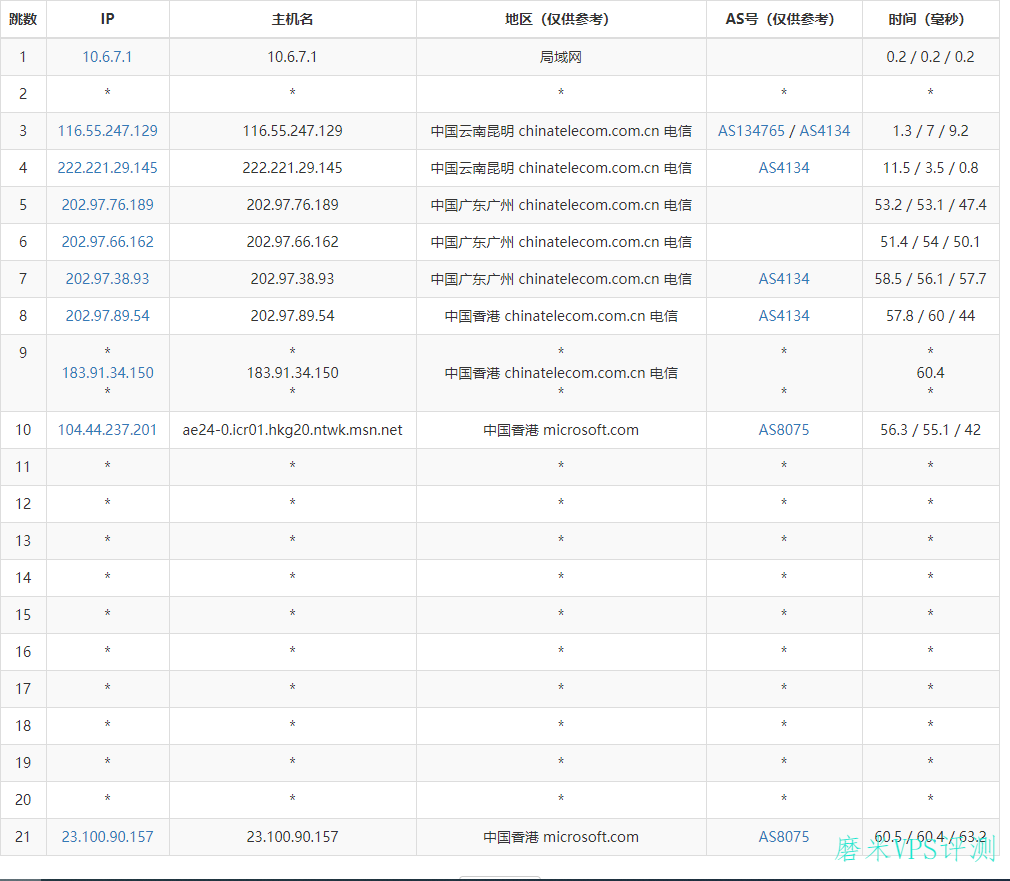 跳数 IP 主机名 地区（仅供参考） AS号（仅供参考） 时间（毫秒）
1 10.6.7.1 10.6.7.1 局域网 0.2 / 0.2 / 0.2
2 * * * * *
3 116.55.247.129 116.55.247.129 中国云南昆明 chinatelecom.com.cn 电信 AS134765 / AS4134 1.3 / 7 / 9.2
4 222.221.29.145 222.221.29.145 中国云南昆明 chinatelecom.com.cn 电信 AS4134 11.5 / 3.5 / 0.8
5 202.97.76.189 202.97.76.189 中国广东广州 chinatelecom.com.cn 电信 53.2 / 53.1 / 47.4
6 202.97.66.162 202.97.66.162 中国广东广州 chinatelecom.com.cn 电信 51.4 / 54 / 50.1
7 202.97.38.93 202.97.38.93 中国广东广州 chinatelecom.com.cn 电信 AS4134 58.5 / 56.1 / 57.7
8 202.97.89.54 202.97.89.54 中国香港 chinatelecom.com.cn 电信 AS4134 57.8 / 60 / 44
9 * * * * *
183.91.34.150 183.91.34.150 中国香港 chinatelecom.com.cn 电信 60.4
* * * * *
10 104.44.237.201 ae24-0.icr01.hkg20.ntwk.msn.net 中国香港 microsoft.com AS8075 56.3 / 55.1 / 42
11 * * * * *
12 * * * * *
13 * * * * *
14 * * * * *
15 * * * * *
16 * * * * *
17 * * * * *
18 * * * * *
19 * * * * *
20 * * * * *
21 23.100.90.157 23.100.90.157 中国香港 microsoft.com AS8075 60.5 / 60.4 / 63.2
磨米VPS评测